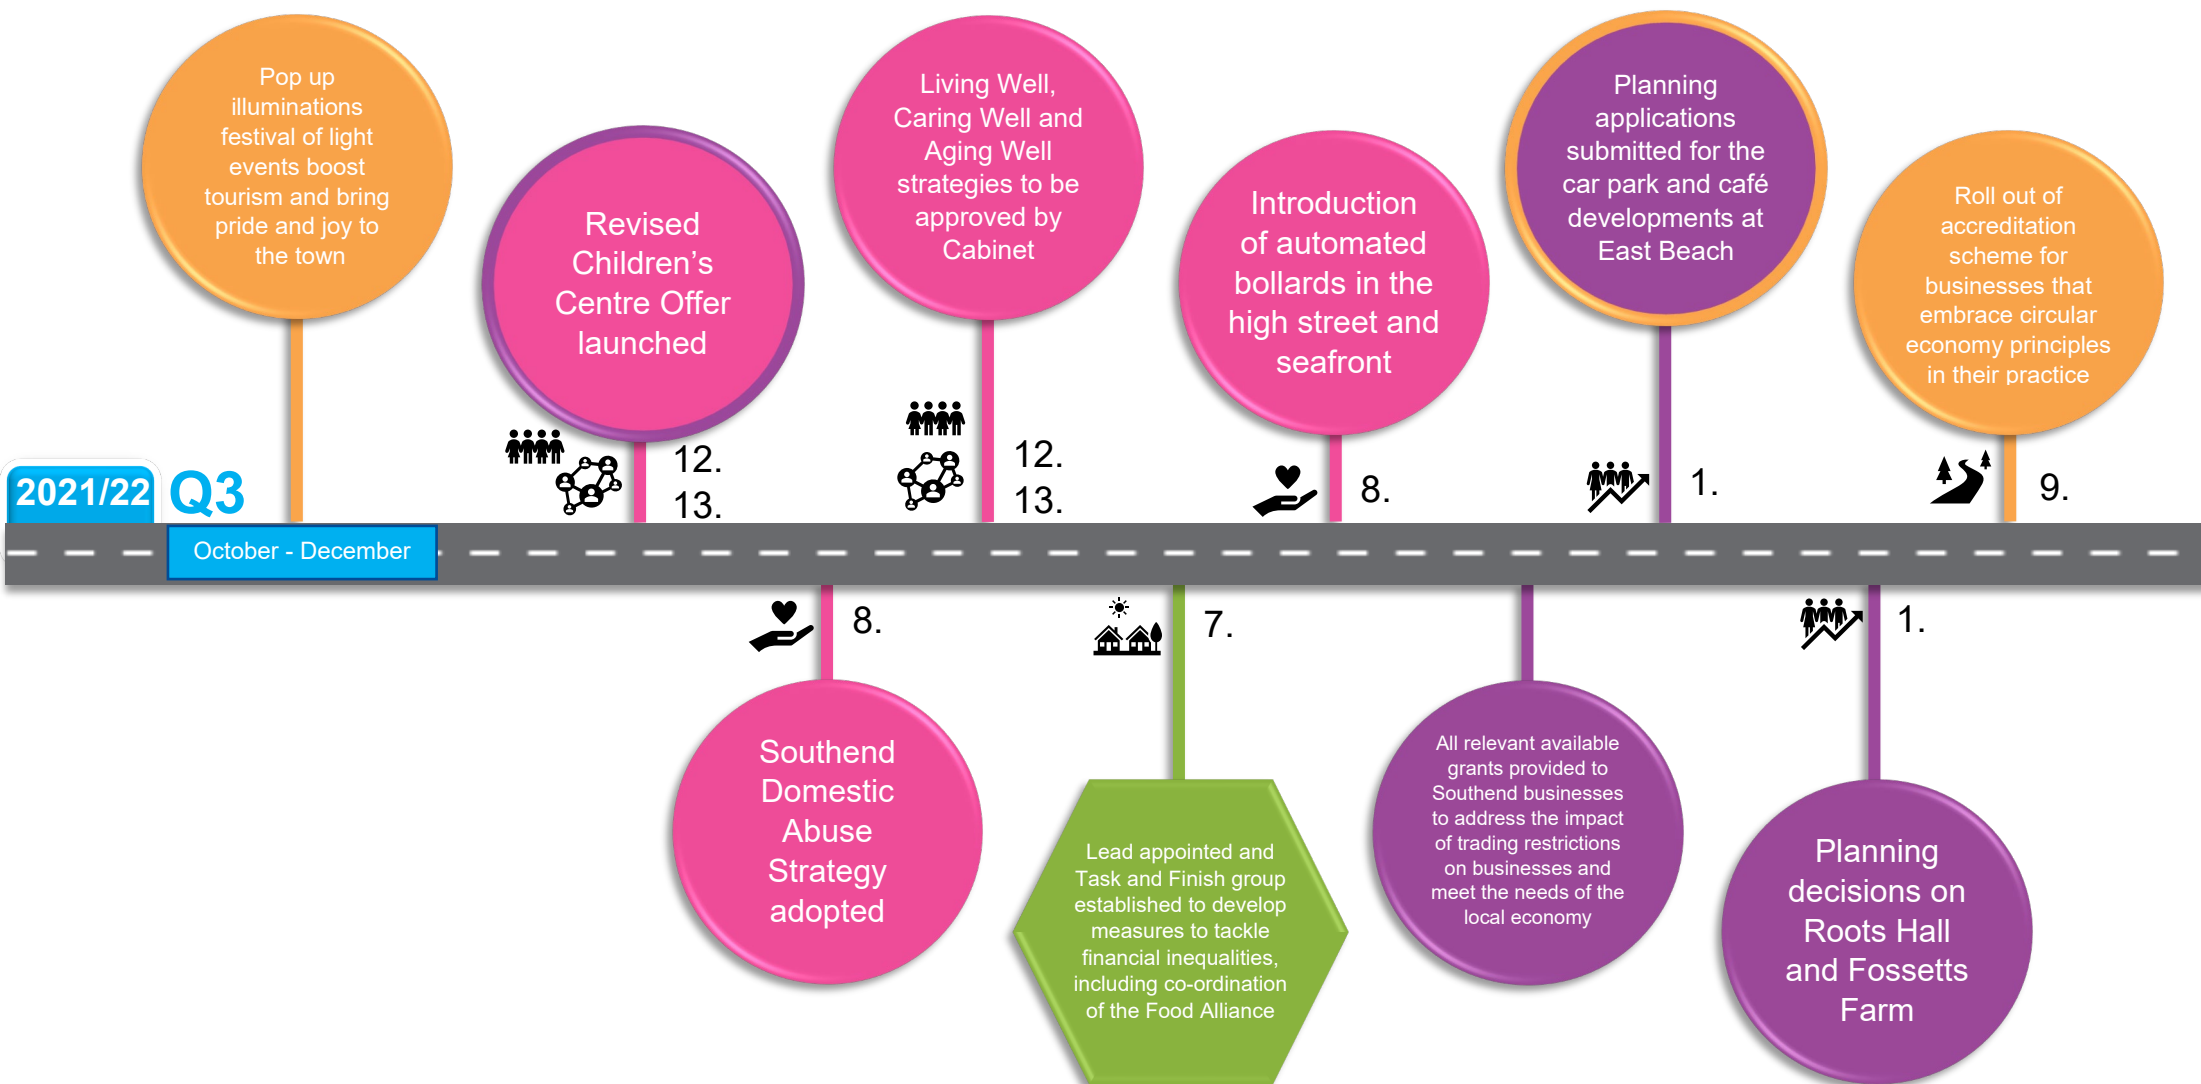 Pop up
illuminations
festival of light
events boost
tourism and bring
pride and joy to
the town
Revised
Children’s
Centre Offer
launched
12.
13.
Living Well,
Caring Well and
Aging Well
strategies to be
approved by
Cabinet
12.
13.
Introduction
of automated
bollards in the
high street and
seafront
8.
Planning
applications
submitted for the
car park and café
developments at
East Beach
1.
Roll out of
accreditation
scheme for
businesses that
embrace circular
economy principles
in their practice
9.
2021/22 Q3
October - December
8.
Southend
Domestic
Abuse
Strategy
adopted
7.
Lead appointed and
Task and Finish group
established to develop
measures to tackle
financial inequalities,
including co-ordination
of the Food Alliance
All relevant available
grants provided to
Southend businesses
to address the impact
of trading restrictions
on businesses and
meet the needs of the
local economy
1.
Planning
decisions on
Roots Hall
and Fossetts
Farm